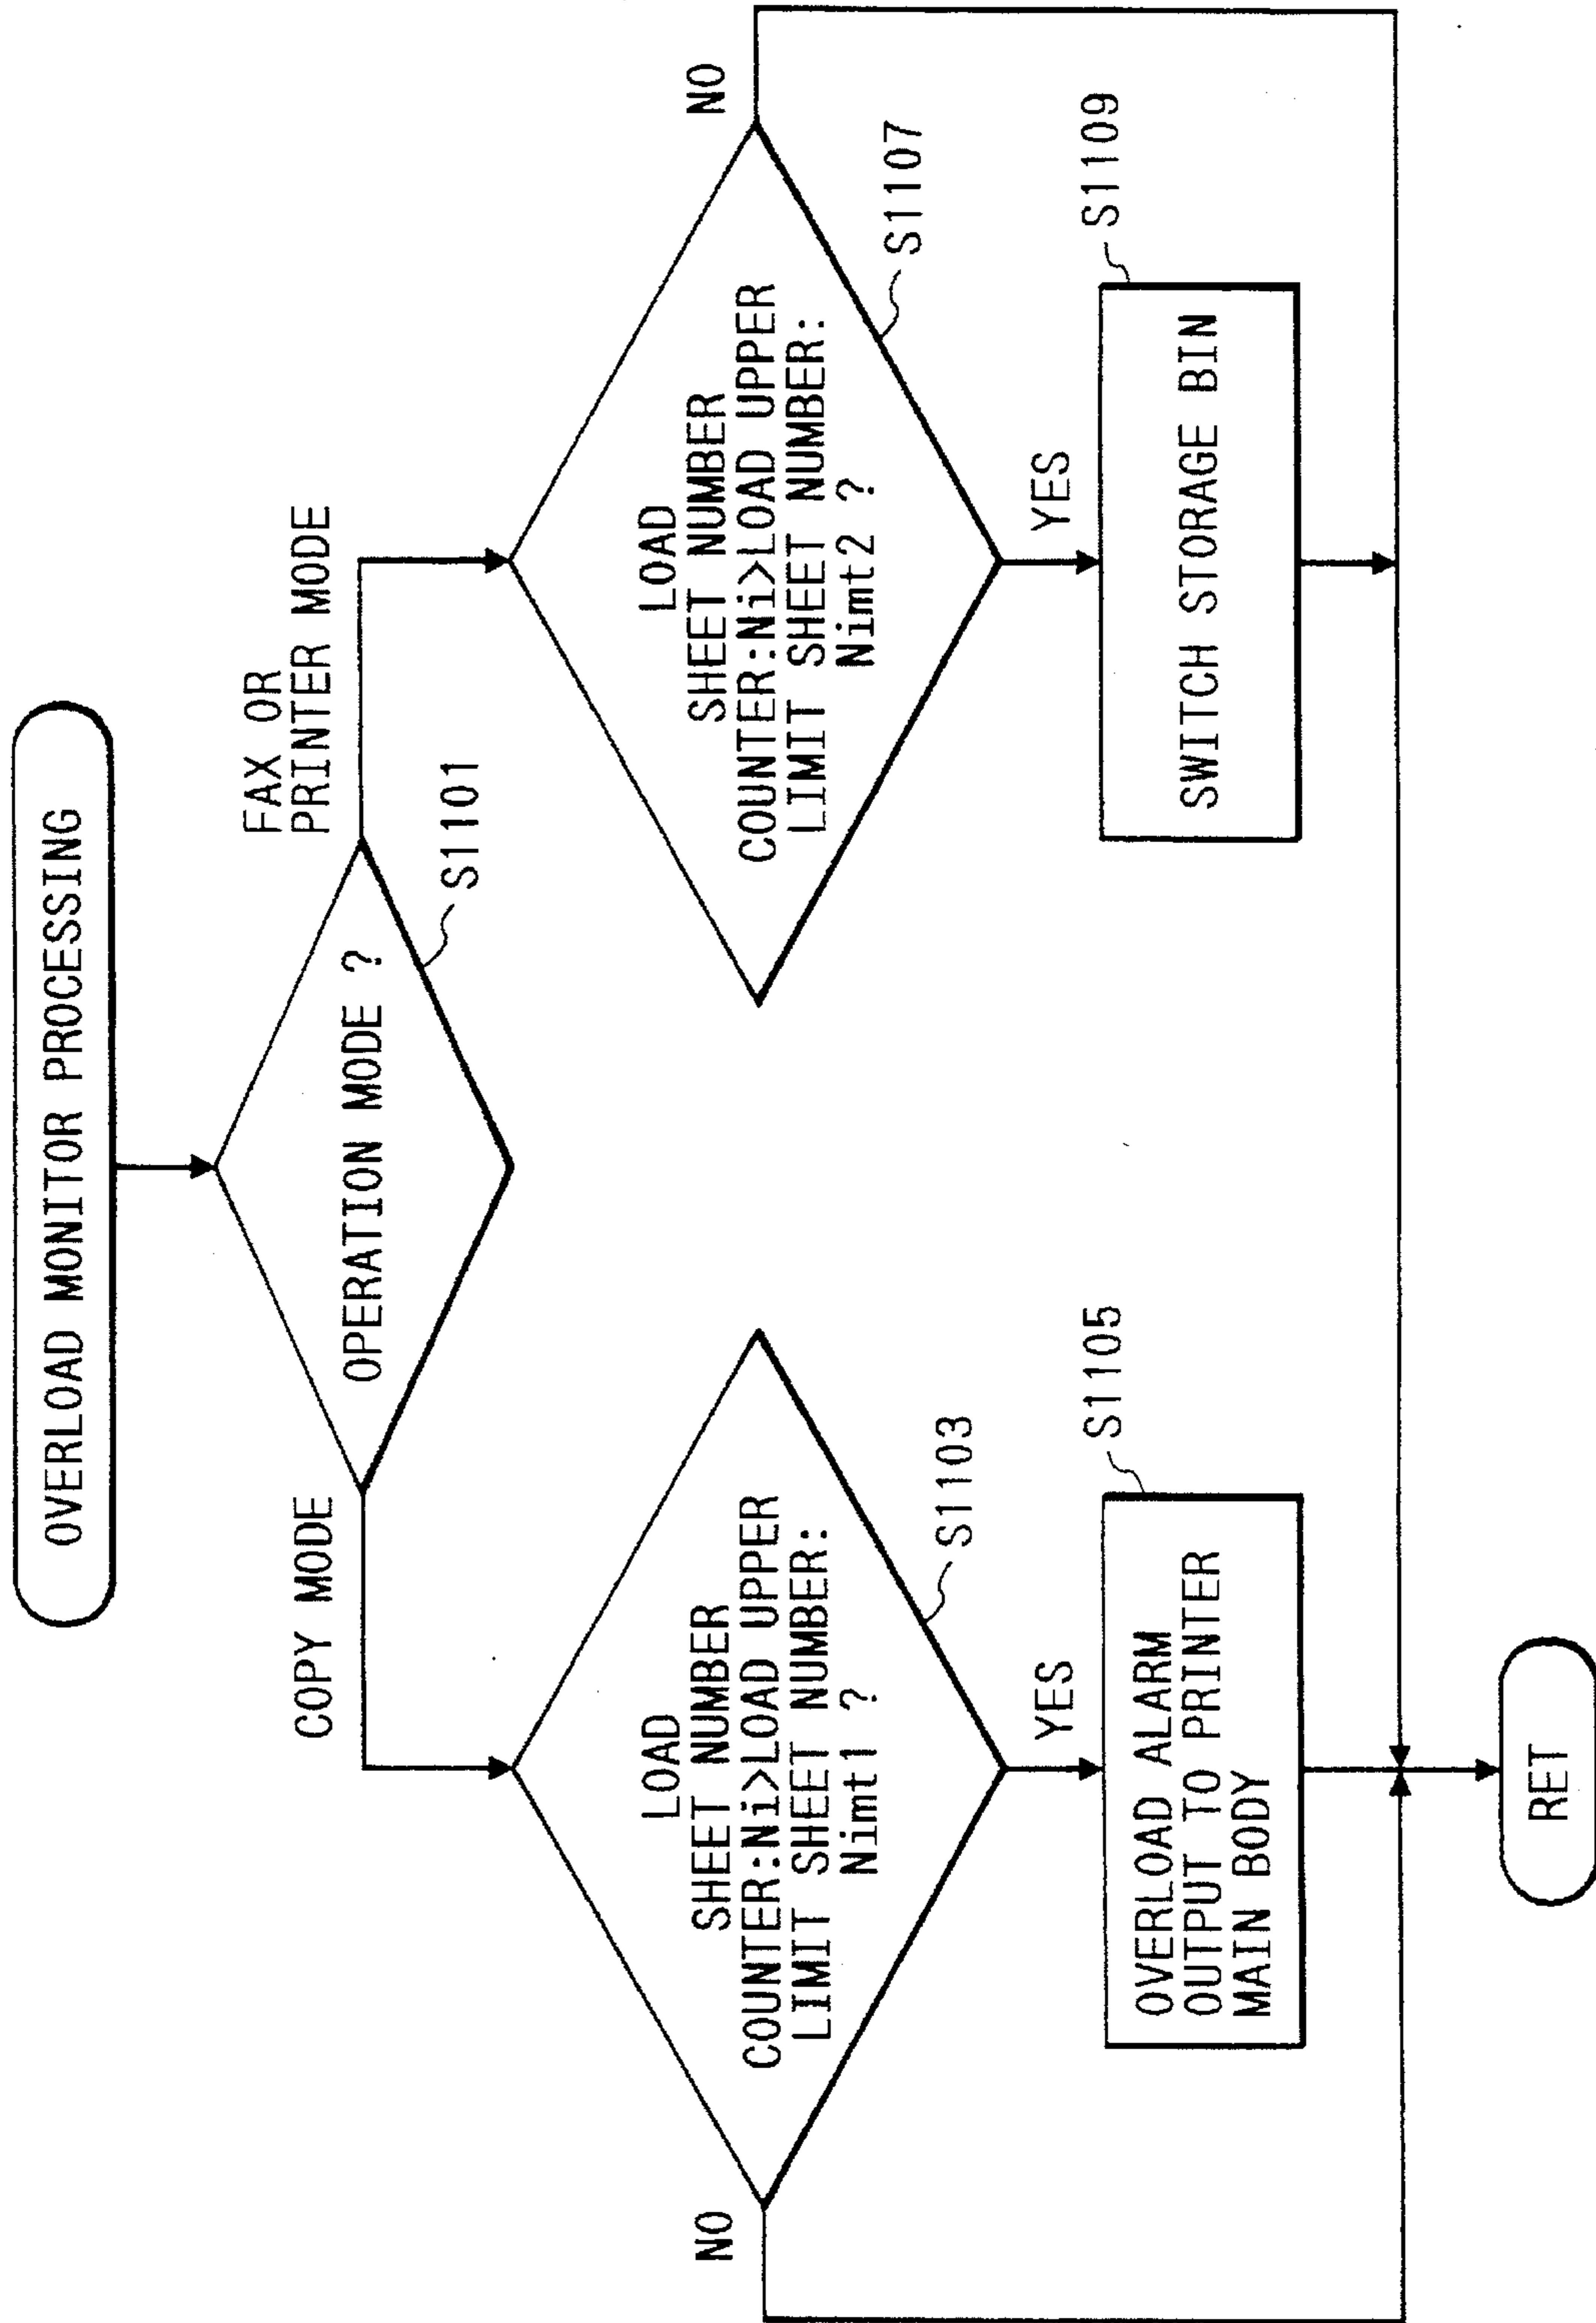 OVERLOAD MONITOR PROCESSING
OPERATION MODE ?
S1101
COPY MODE
FAX OR
PRINTER MODE
LOAD
SHEET NUMBER
COUNTER:Ni>LOAD UPPER
LIMIT SHEET NUMBER:
Nimt1 ?
S1103
NO
YES
OVERLOAD ALARM
OUTPUT TO PRINTER
MAIN BODY
S1105
LOAD
SHEET NUMBER
COUNTER:Ni>LOAD UPPER
LIMIT SHEET NUMBER:
Nimt2 ?
S1107
NO
YES
SWITCH STORAGE BIN
S1109
RET